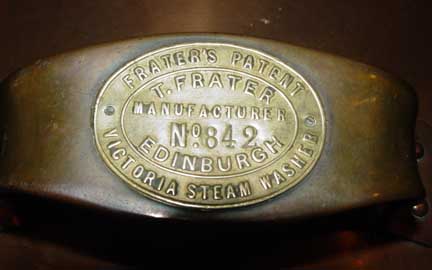 FRATER'S PATENT
T. FRATER
MANUFACTURER
No. 842
EDINBURGH
VICTORIA STEAM WASHER